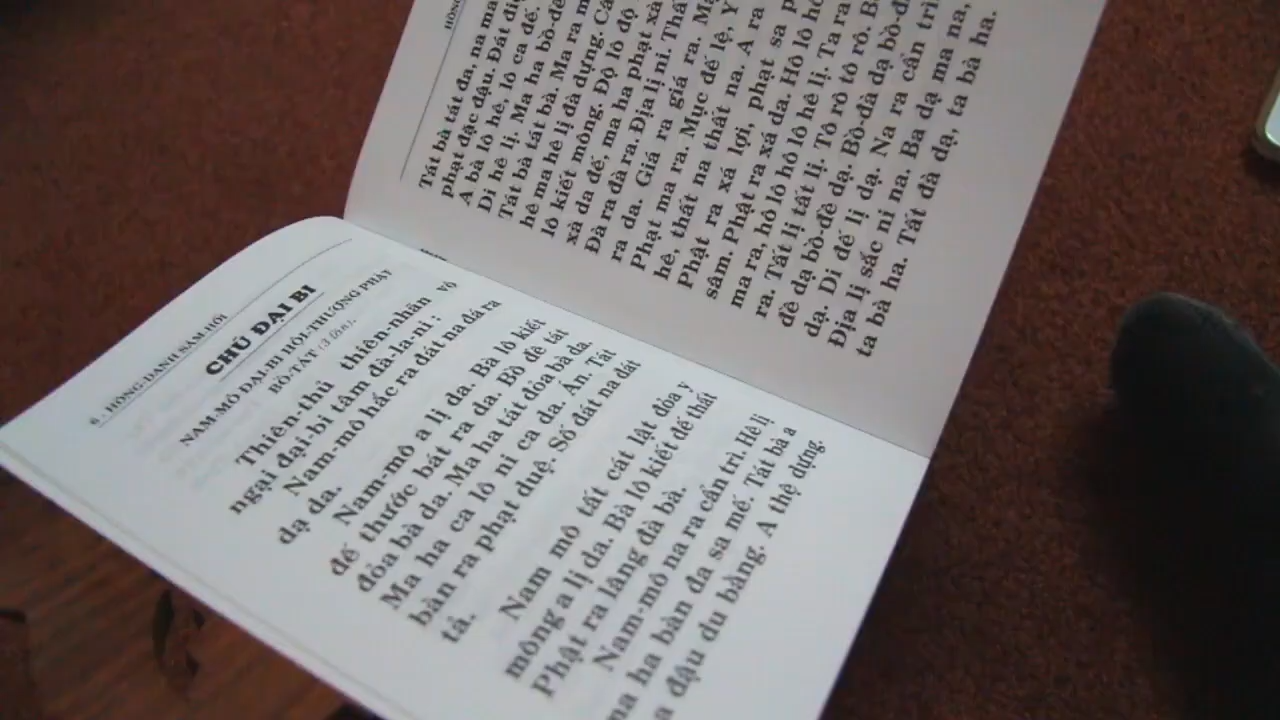 6 - HỒNG-DANH SÁM HỐI
CHÚ ĐẠI BI
NAM-MÔ ĐẠI-BI HỘI-THƯỢNG PHẬT
BỒ-TÁT (3 lần).
Thiên-thủ thiên-nhãn vô
ngại đại-bi tâm đà-la-ni :
Nam-mô hắc ra đát na đá ra
dạ da.
Nam-mô a lị da. Bà lô kiết
đế thước bát ra da. Bồ đề tát
đỏa bà da. Ma ha tát đỏa bà da.
Ma ha ca lô ni ca da. Án. Tát
bàn ra phạt duệ. Số đát na dát
tả.
Nam mô tất cát lật đỏa y
mông a lị da. Bà lô kiết đế thất
Phật ra lăng đà bà.
Nam-mô na ra cẩn trì. Hê lị
ma ha bàn đa sa mế. Tát bà a
a đậu du bằng. A thệ dựng.
HỒNG
Tát bà tát đa, na ma
phạt đặc đậu. Đát điệ
A bà lô hê, lô ca đế.
Di hê lị. Ma ha bồ-đề
Tát bà tát bà. Ma ra m
hê ma hê lị đà dựng. Cá
lô kiết mông. Độ lô độ
xà da đế, ma ha phạt xà
Đà ra đà ra. Địa lị ni. Thấ
ra da. Giá ra giá ra. Mạ
Phạt ma ra. Mục đế lệ, Y
hê, thất na thất na. A ra
Phật ra xá lợi, phạt sa p
sâm. Phật ra xá da. Hô lô hô
ma ra, hô lô hô lô hê lị. Ta ra
ra. Tất lị tất lị. Tô rô tô rô. B
đề dạ bồ-đề dạ. Bồ-đà dạ bồ-đ
dạ. Di đế lị dạ. Na ra cẩn trì.
Địa lị sắc ni na. Ba dạ ma na,
ta bà ha. Tất đà dạ, ta bà ha.